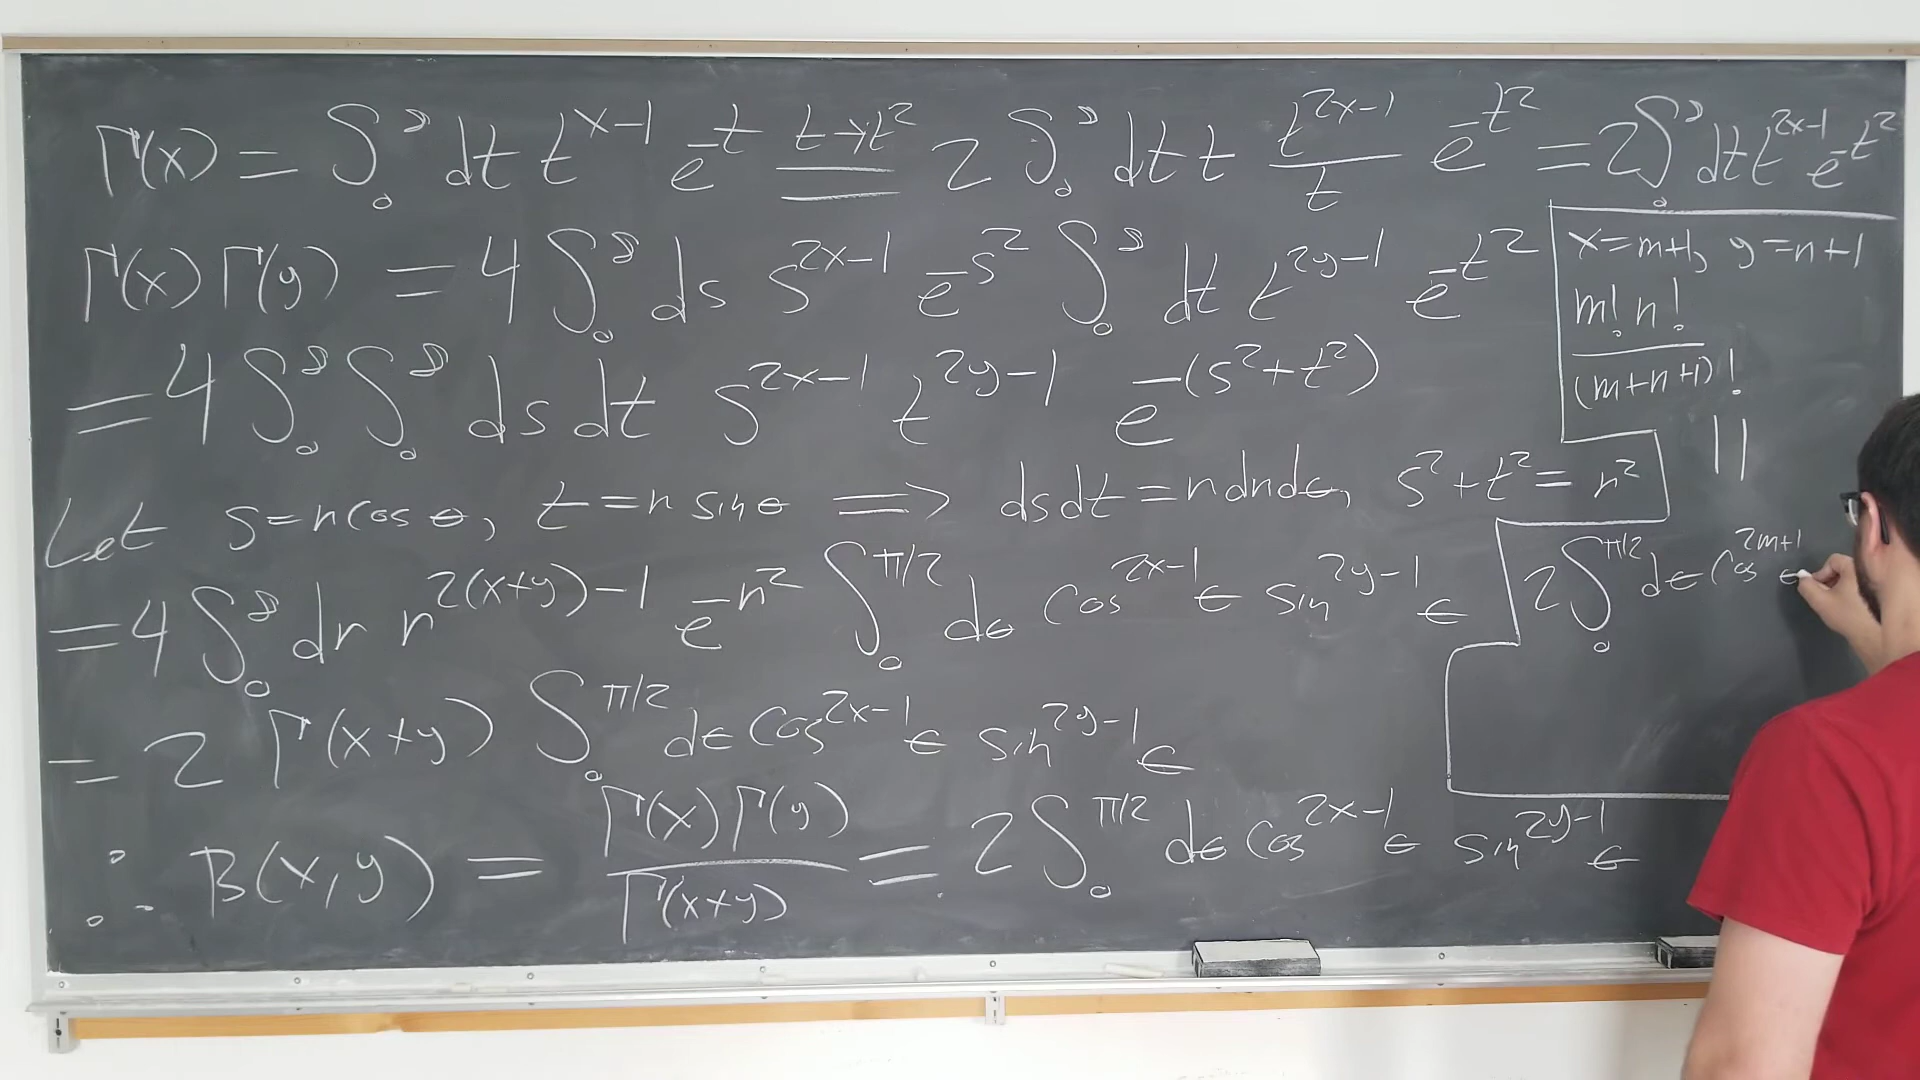 Γ(x) = ∫₀^∞ dt t^{x-1} e^{-t} \overset{t→t²}{=} 2 ∫₀^∞ dt t \frac{t^{2x-1}}{t} e^{-t²} = 2∫₀^∞ dt t^{2x-1} e^{-t²}
Γ(x) Γ(y) = 4 ∫₀^∞ ds s^{2x-1} e^{-s²} ∫₀^∞ dt t^{2y-1} e^{-t²}
= 4 ∫₀^∞ ∫₀^∞ ds dt s^{2x-1} t^{2y-1} e^{-(s²+t²)}
Let s = r cos θ, t = r sin θ ⟹ ds dt = r dr dθ, s² + t² = r²
= 4 ∫₀^∞ dr r^{2(x+y)-1} e^{-r²} ∫₀^{π/2} dθ cos^{2x-1} θ sin^{2y-1} θ
= 2 Γ(x+y) ∫₀^{π/2} dθ cos^{2x-1} θ sin^{2y-1} θ
∴ B(x,y) = \frac{Γ(x)Γ(y)}{Γ(x+y)} = 2 ∫₀^{π/2} dθ cos^{2x-1} θ sin^{2y-1} θ
x = m+1, y = n+1
\frac{m! n!}{(m+n+1)!}
||
2 ∫₀^{π/2} dθ cos^{2m+1} θ